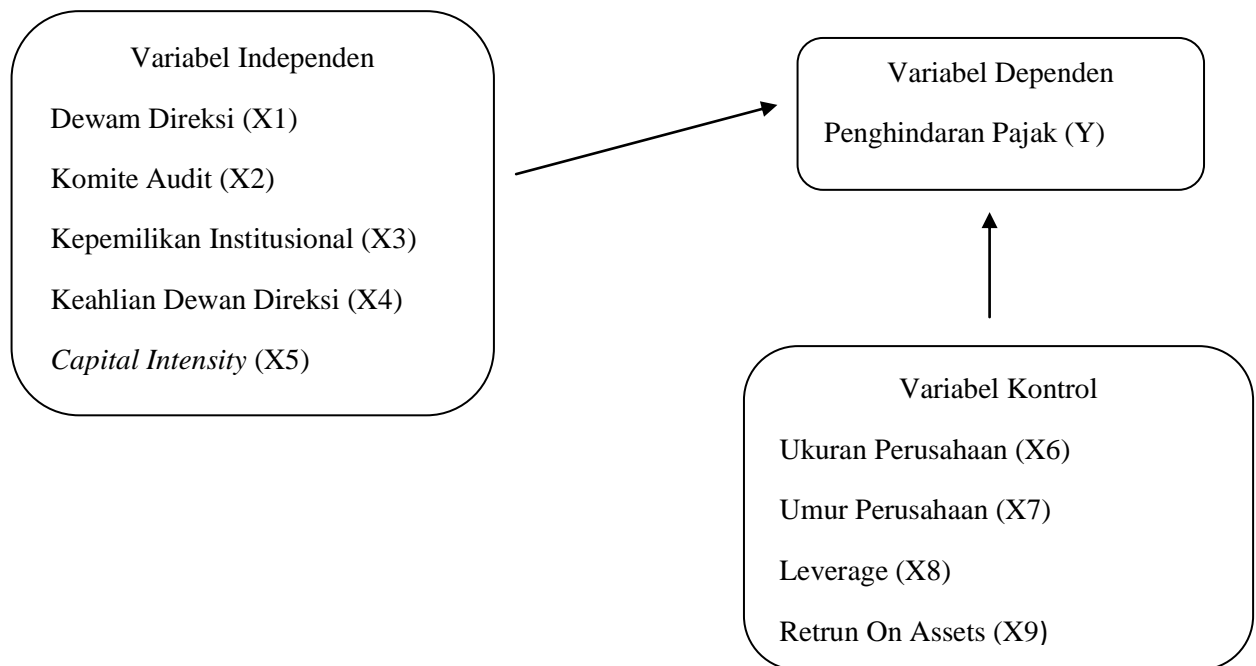 Variabel Independen
Dewam Direksi (X1)
Komite Audit (X2)
Kepemilikan Institusional (X3)
Keahlian Dewan Direksi (X4)
Capital Intensity (X5)
Variabel Dependen
Penghindaran Pajak (Y)
Variabel Kontrol
Ukuran Perusahaan (X6)
Umur Perusahaan (X7)
Leverage (X8)
Retrun On Assets (X9)